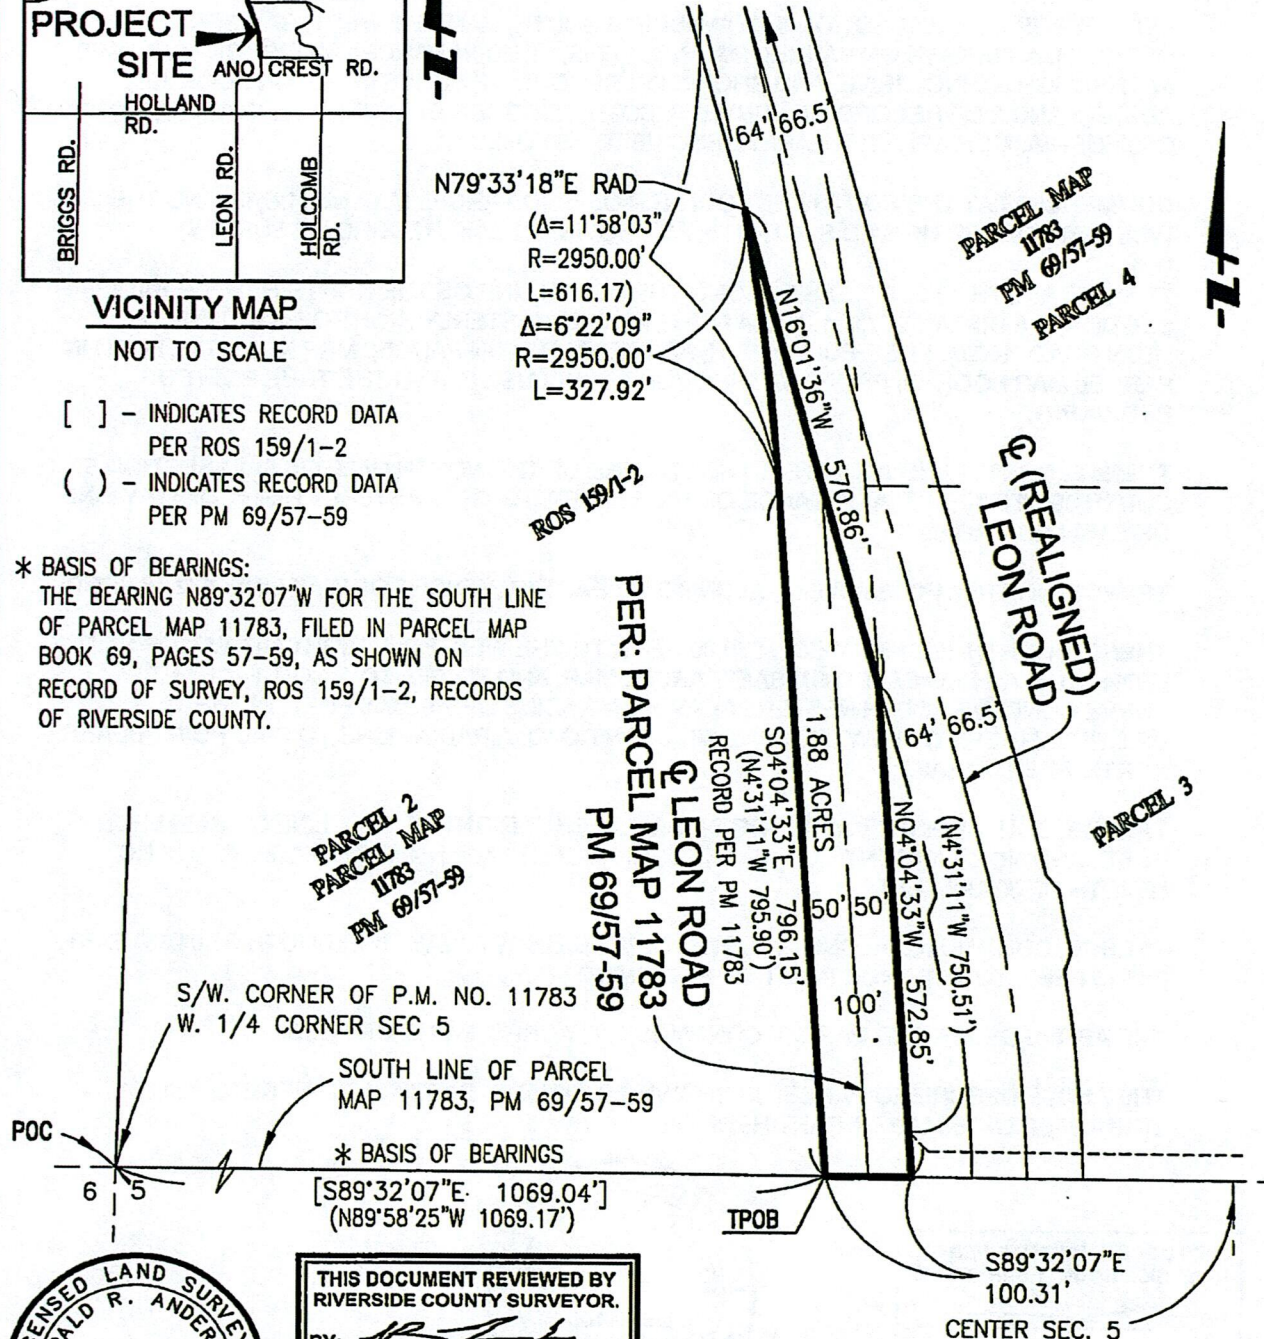 PROJECT
SITE
ANO CREST RD.
HOLLAND
RD.
BRIGGS RD.
LEON RD.
HOLCOMB
RD.
VICINITY MAP
NOT TO SCALE
[ ] - INDICATES RECORD DATA
PER ROS 159/1-2
( ) - INDICATES RECORD DATA
PER PM 69/57-59
* BASIS OF BEARINGS:
THE BEARING N89°32'07"W FOR THE SOUTH LINE
OF PARCEL MAP 11783, FILED IN PARCEL MAP
BOOK 69, PAGES 57-59, AS SHOWN ON
RECORD OF SURVEY, ROS 159/1-2, RECORDS
OF RIVERSIDE COUNTY.
N79°33'18"E RAD
(Δ=11°58'03"
R=2950.00'
L=616.17)
Δ=6°22'09"
R=2950.00'
L=327.92'
64' 66.5'
PARCEL MAP
11783
PM 69/57-59
PARCEL 4
N16°01'36"W 570.86'
ROS 159/1-2
℄ (REALIGNED)
LEON ROAD
64' 66.5'
PARCEL 3
1.88 ACRES
S04°04'33"E 796.15'
(N4°31'11"W 795.90')
RECORD PER PM 11783
℄ LEON ROAD
PER: PARCEL MAP 11783
PM 69/57-59
50' 50'
100'
N04°04'33"W 572.85'
(N4°31'11"W 750.51')
PARCEL 2
PARCEL MAP
11783
PM 69/57-59
S/W. CORNER OF P.M. NO. 11783
W. 1/4 CORNER SEC 5
SOUTH LINE OF PARCEL
MAP 11783, PM 69/57-59
POC
* BASIS OF BEARINGS
6 5
[S89°32'07"E 1069.04']
(N89°58'25"W 1069.17')
TPOB
S89°32'07"E
100.31'
CENTER SEC. 5
LAND
R. ANDER
THIS DOCUMENT REVIEWED BY
RIVERSIDE COUNTY SURVEYOR.
BY: